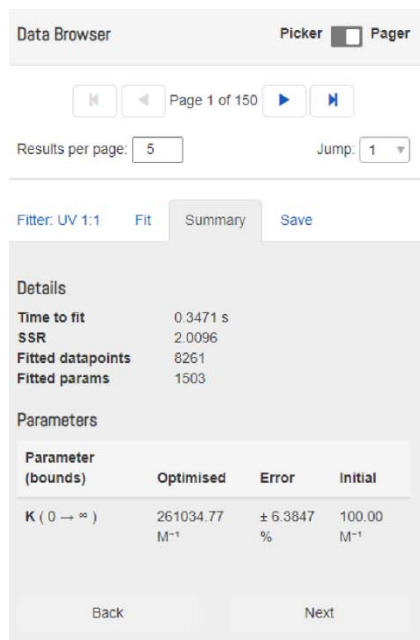 Data Browser Picker Pager
Page 1 of 150
Results per page: 5 Jump: 1
Fitter: UV 1:1 Fit Summary Save
Details
Time to fit 0.3471 s
SSR 2.0096
Fitted datapoints 8261
Fitted params 1503
Parameters
Parameter
(bounds) Optimised Error Initial
K ( 0 → ∞ ) 261034.77 ± 6.3847 100.00
M⁻¹ % M⁻¹
Back Next